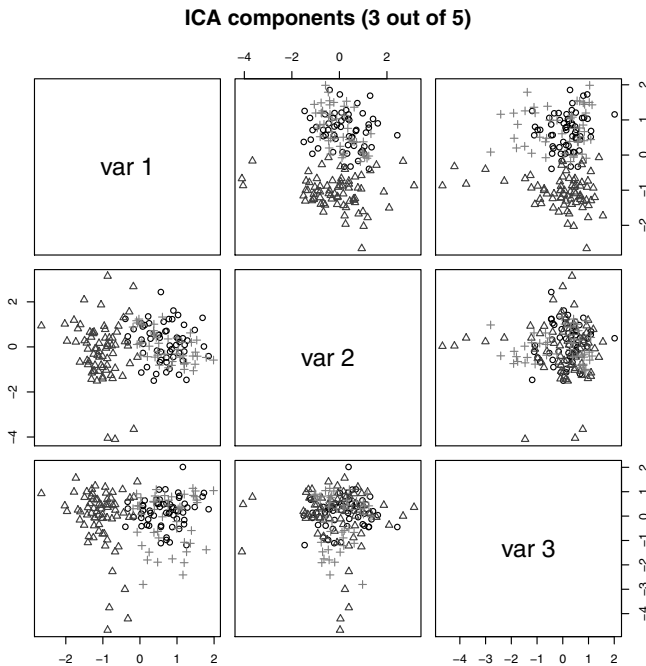 ICA components (3 out of 5)
−4 −2 0 2
var 1
−2 −1 0 1 2
−4 −2 0 2
var 2
var 3
−4 −3 −2 −1 0 1 2
−2 −1 0 1 2
−4 −3 −2 −1 0 1 2